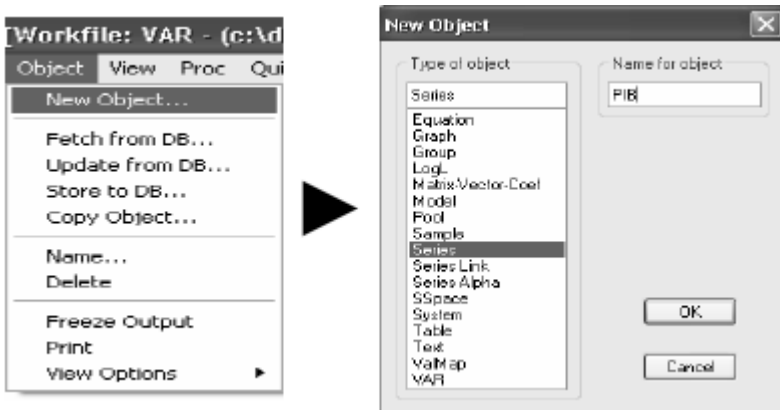 [Workfile: VAR - (c:\d
Object View Proc Qui
New Object...
Fetch from DB...
Update from DB...
Store to DB...
Copy Object...
Name...
Delete
Freeze Output
Print
View Options
New Object
Type of object
Name for object
Series
PIB
Equation
Graph
Group
LogL
Matrix-Vector-Coef
Model
Pool
Sample
Series
Series Link
Series Alpha
SSpace
System
Table
Text
ValMap
VAR
OK
Cancel